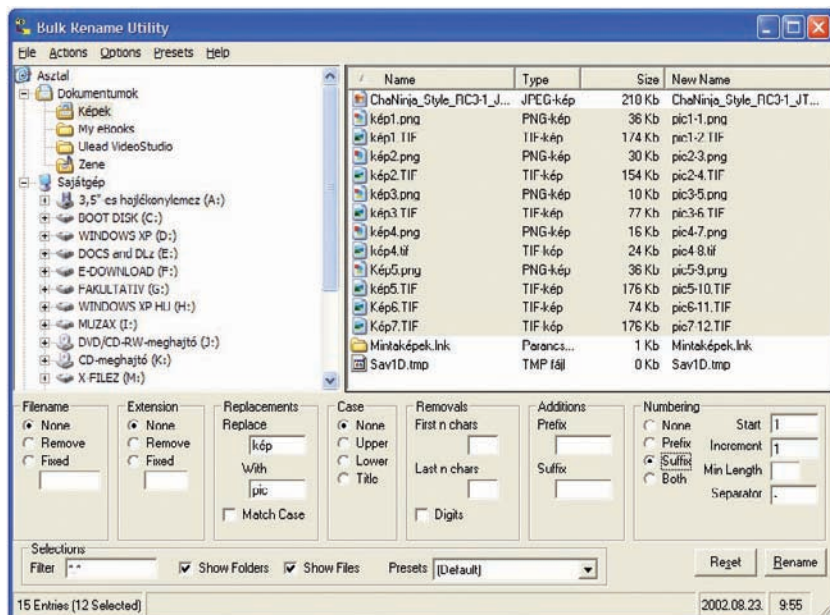 Bulk Rename Utility
File Actions Options Presets Help
Asztal
Dokumentumok
Képek
My eBooks
Ulead VideoStudio
Zene
Sajátgép
3,5"-es hajlékonylemez (A:)
BOOT DISK (C:)
WINDOWS XP (D:)
DOCS and DLz (E:)
E-DOWNLOAD (F:)
FAKULTATIV (G:)
WINDOWS XP HU (H:)
MUZAX (I:)
DVD/CD-RW-meghajtó (J:)
CD-meghajtó (K:)
X-FILEZ (M:)
Name Type Size New Name
ChaNinja_Style_RC3-1_J... JPEG-kép 210 Kb ChaNinja_Style_RC3-1_JT...
kép1.png PNG-kép 36 Kb pic1-1.png
kép1.TIF TIF-kép 174 Kb pic1-2.TIF
kép2.png PNG-kép 30 Kb pic2-3.png
kép2.TIF TIF-kép 154 Kb pic2-4.TIF
kép3.png PNG-kép 10 Kb pic3-5.png
kép3.TIF TIF-kép 77 Kb pic3-6.TIF
kép4.png PNG-kép 16 Kb pic4-7.png
kép4.tif TIF-kép 24 Kb pic4-8.tif
Kép5.png PNG-kép 36 Kb pic5-9.png
kép5.TIF TIF-kép 176 Kb pic5-10.TIF
Kép6.TIF TIF-kép 74 Kb pic6-11.TIF
Kép7.TIF TIF-kép 176 Kb pic7-12.TIF
Mintaképek.lnk Parancs... 1 Kb Mintaképek.lnk
Sav1D.tmp TMP fájl 0 Kb Sav1D.tmp
Filename
None
Remove
Fixed
Extension
None
Remove
Fixed
Replacements
Replace
kép
With
pic
Match Case
Case
None
Upper
Lower
Title
Removals
First n chars
Last n chars
Digits
Additions
Prefix
Suffix
Numbering
None
Prefix
Suffix
Both
Start 1
Increment 1
Min Length
Separator -
Selections
Filter *.* Show Folders Show Files Presets [Default]
Reset Rename
15 Entries (12 Selected) 2002.08.23. 9:55